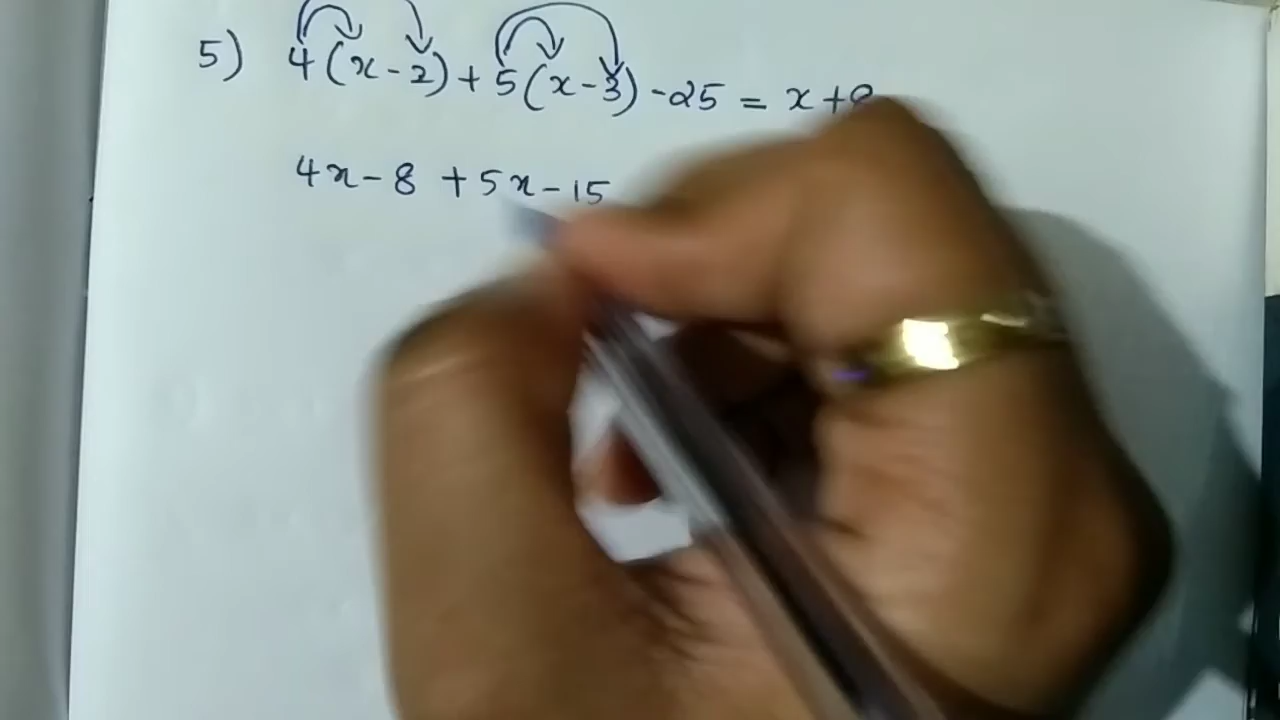 5) 4(x-2)+5(x-3)-25 = x+
4x-8 +5x-15